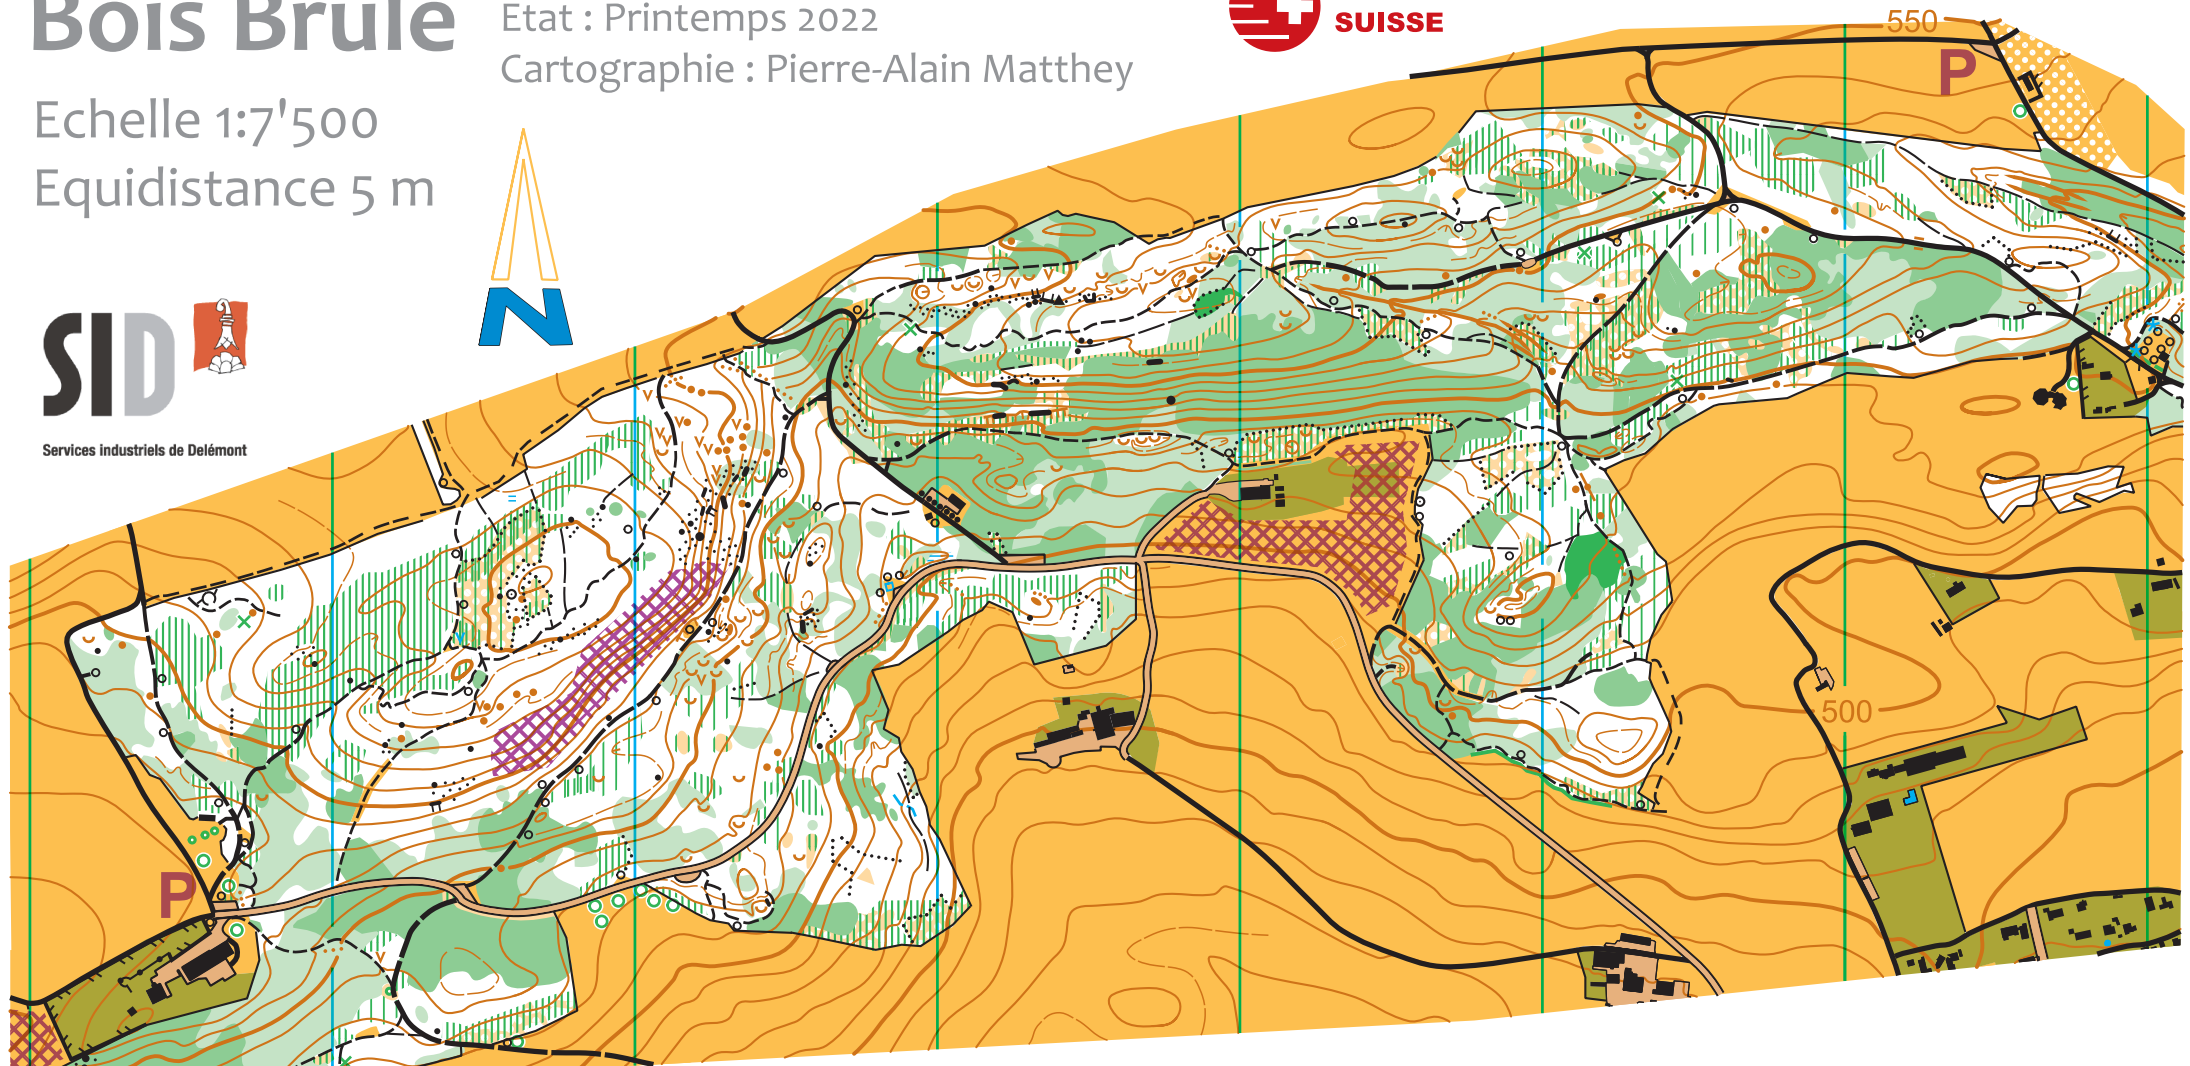 Bois Brulé
Etat : Printemps 2022
Cartographie : Pierre-Alain Matthey
Echelle 1:7'500
Equidistance 5 m
SUISSE
SID
Services industriels de Delémont
550
P
500
P